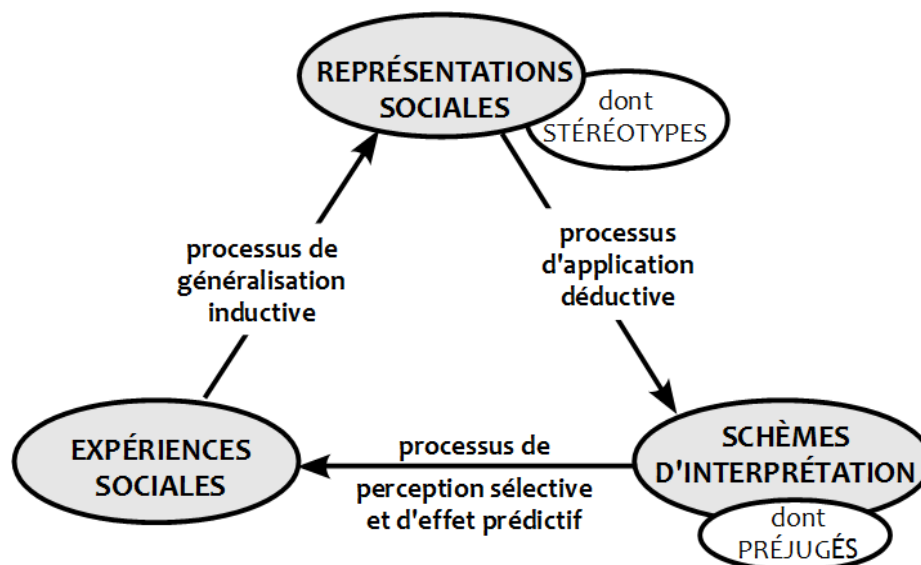 REPRÉSENTATIONS
SOCIALES
dont
STÉRÉOTYPES
processus de
généralisation
inductive
processus
d'application
déductive
EXPÉRIENCES
SOCIALES
processus de
perception sélective
et d'effet prédictif
SCHÈMES
D'INTERPRÉTATION
dont
PRÉJUGÉS